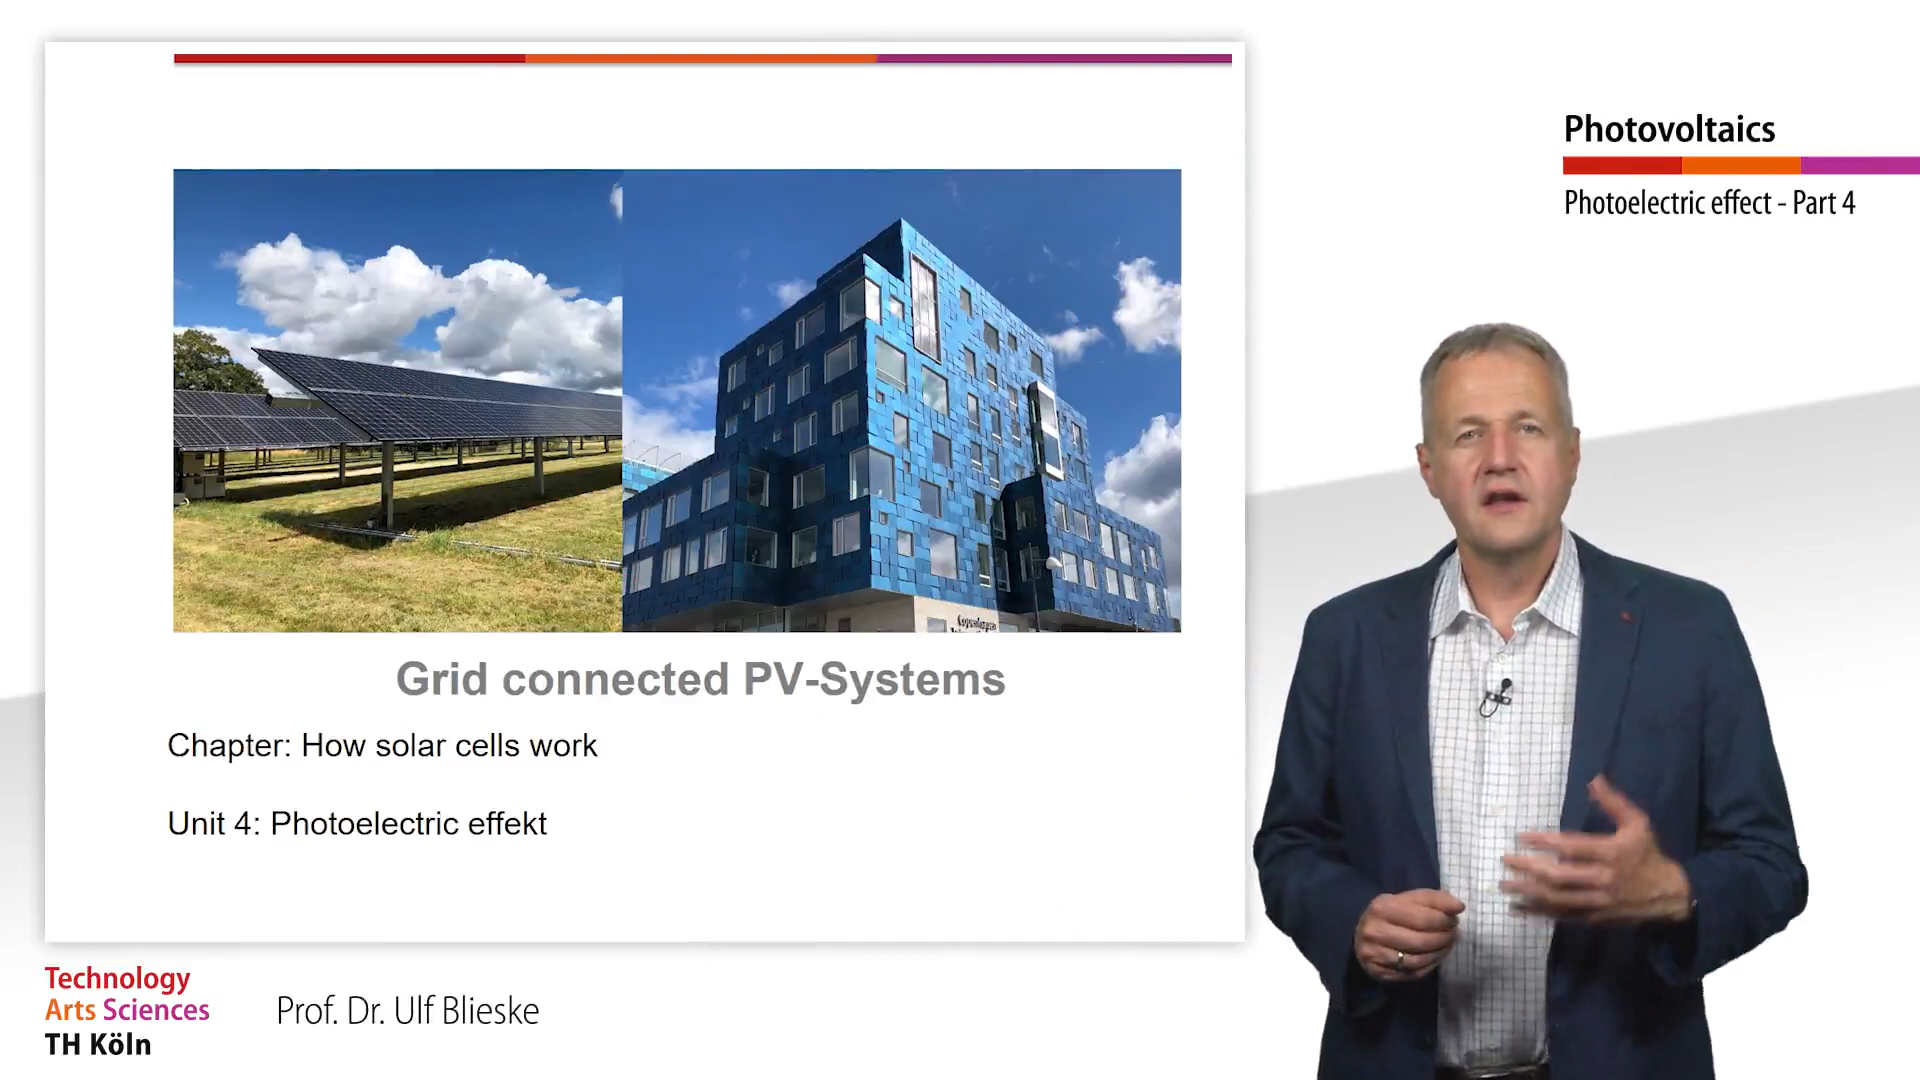 Photovoltaics
Photoelectric effect - Part 4
Copenhagen
Grid connected PV-Systems
Chapter: How solar cells work
Unit 4: Photoelectric effekt
Technology
Arts Sciences
TH Köln
Prof. Dr. Ulf Blieske